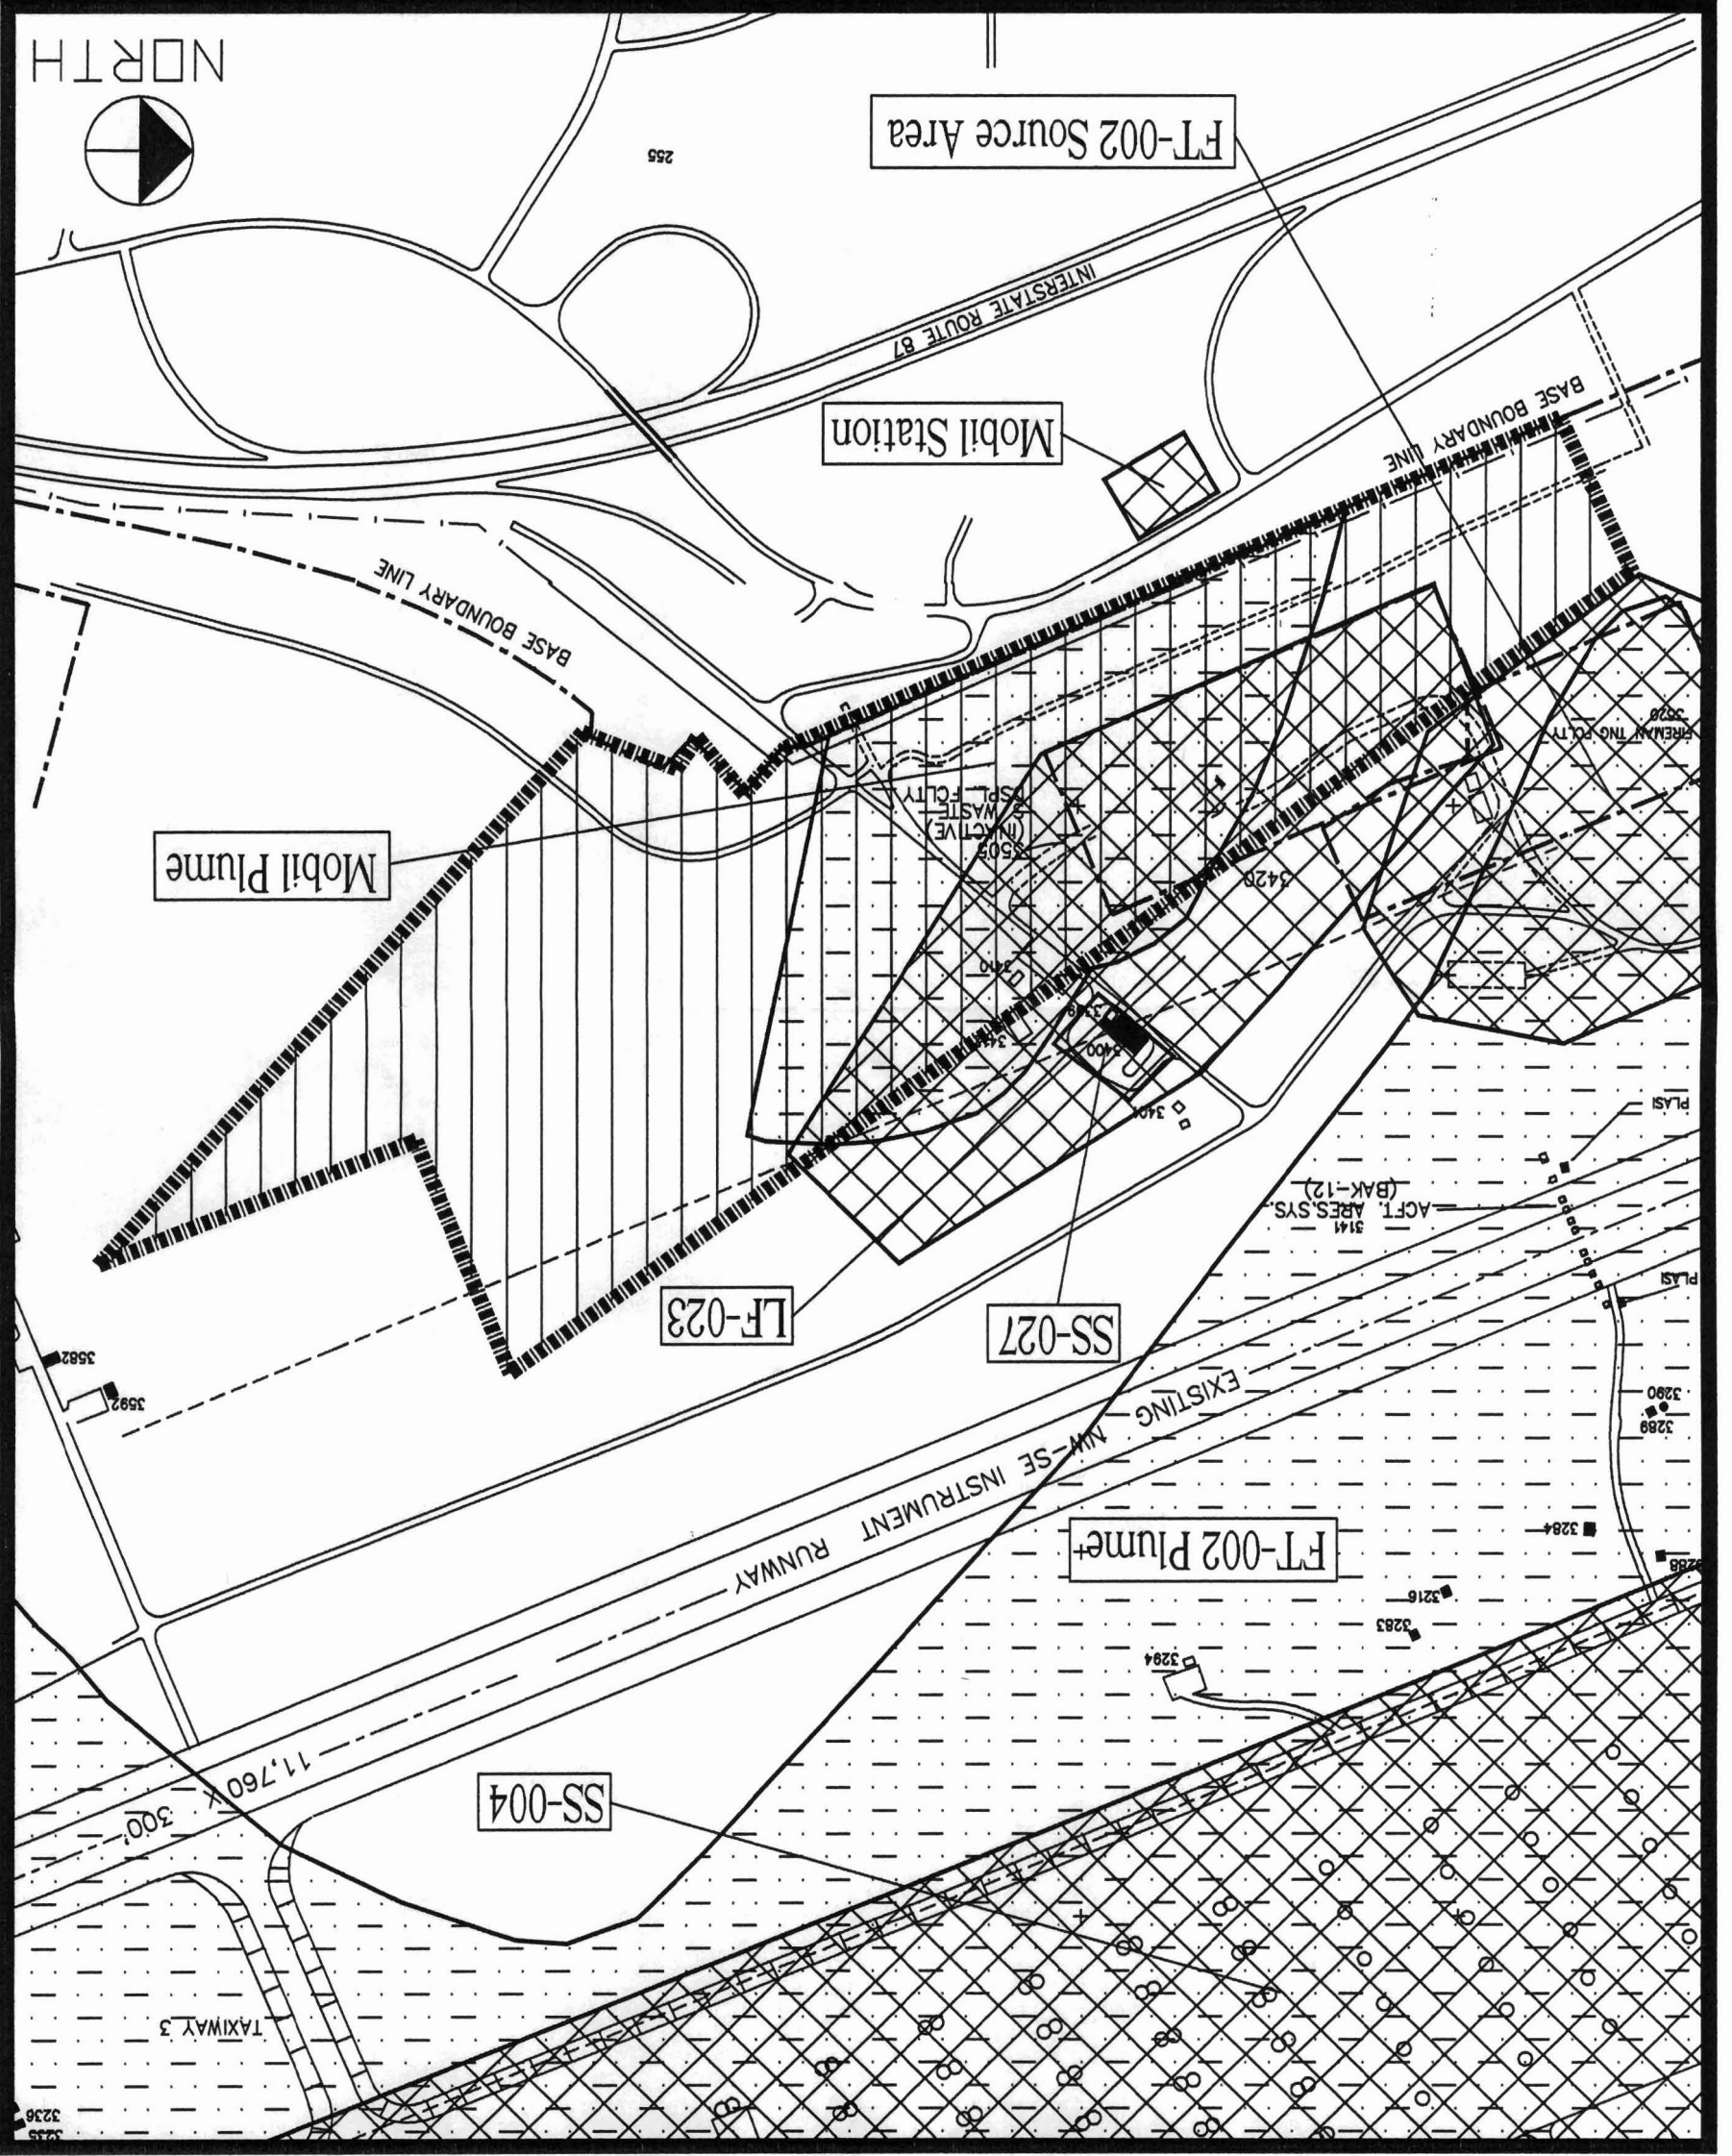 3235
3236
TAXIWAY 3
SS-004
300'
11,760 X
3294
3283
3216
3288
3284
FT-002 Plume
EXISTING NW-SE INSTRUMENT RUNWAY
3289
3290
3592
3582
SS-027
LF-023
PLASI
3141
ACFT. ARES.SYS.
(BAK-12)
PLASI
3401
3400
3410
3420
3505
(INACTIVE)
S WASTE
DSPL. FCLTY
Mobil Plume
3520
FIREMAN TNG FCLTY
BASE BOUNDARY LINE
BASE BOUNDARY LINE
Mobil Station
INTERSTATE ROUTE 87
255
FT-002 Source Area
NORTH